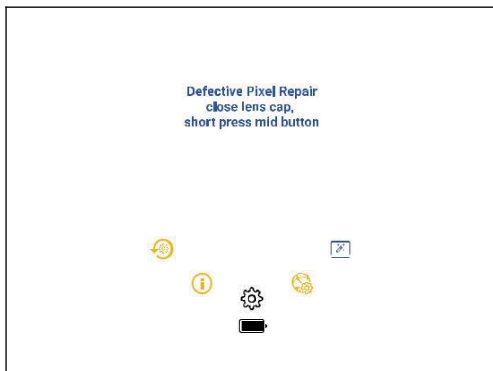 Defective Pixel Repair
close lens cap,
short press mid button